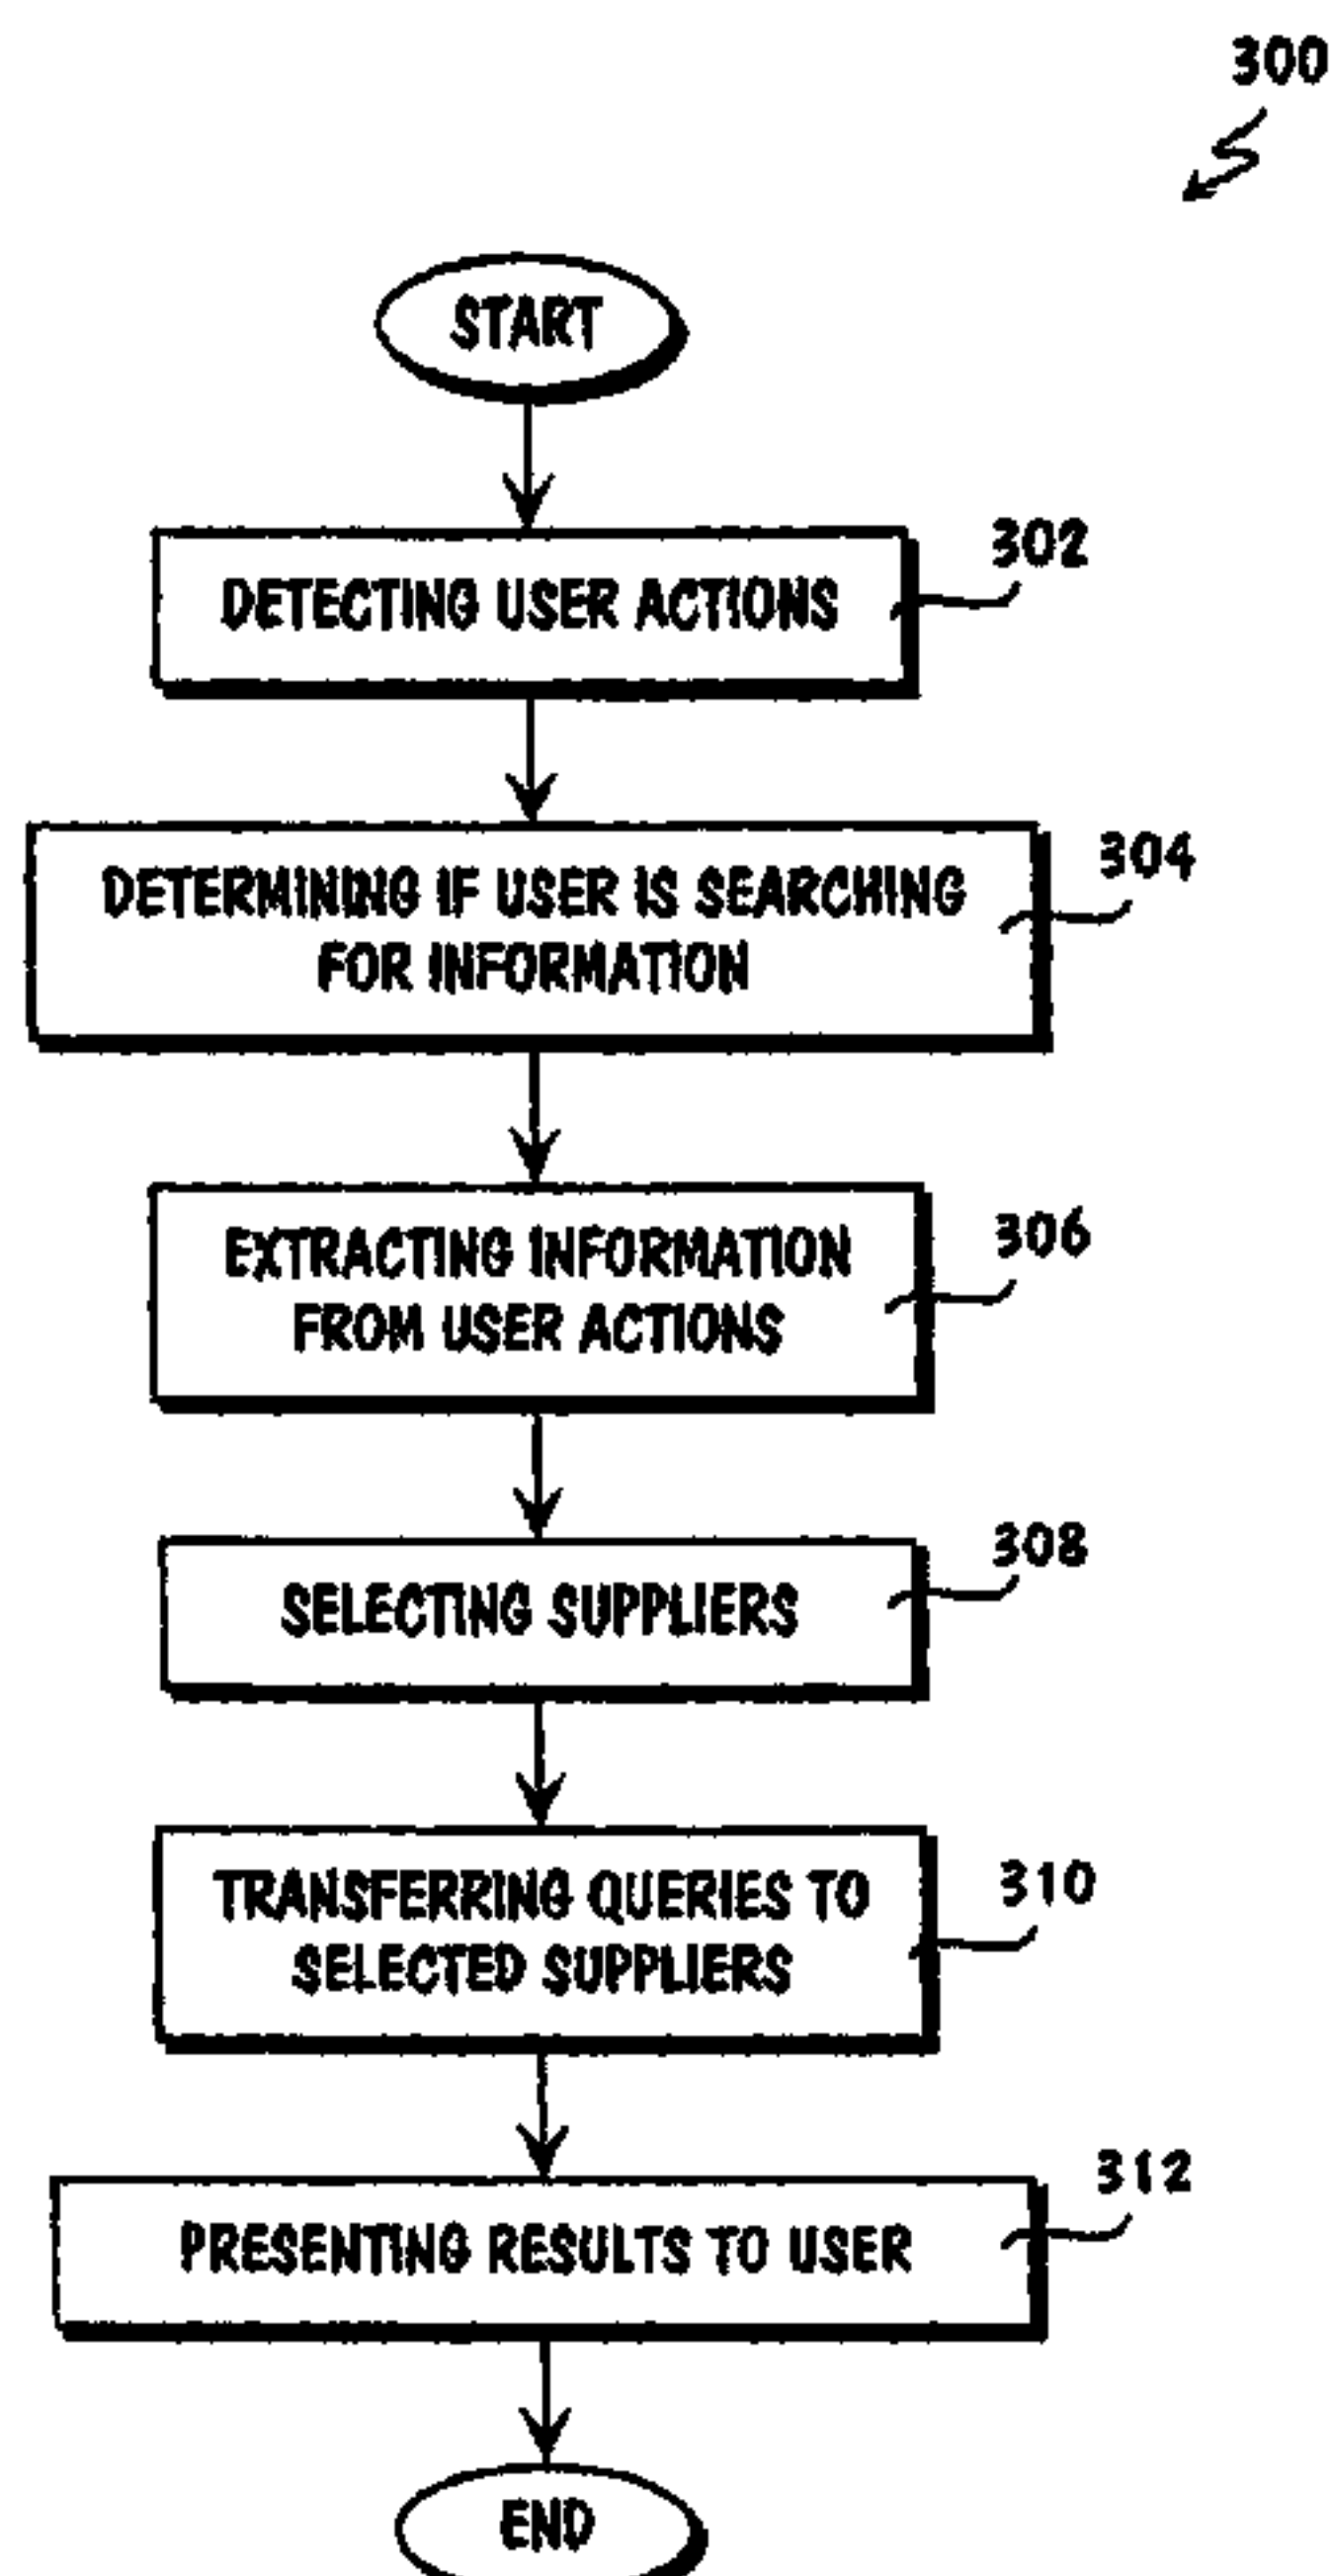 300
START
DETECTING USER ACTIONS
302
DETERMINING IF USER IS SEARCHING
FOR INFORMATION
304
EXTRACTING INFORMATION
FROM USER ACTIONS
306
SELECTING SUPPLIERS
308
TRANSFERRING QUERIES TO
SELECTED SUPPLIERS
310
PRESENTING RESULTS TO USER
312
END